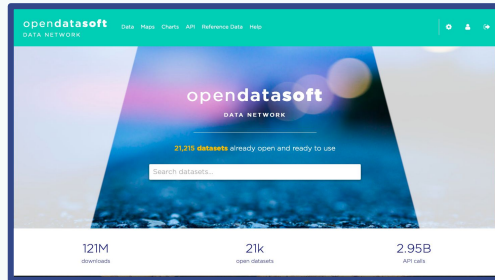 opendatasoft
DATA NETWORK
Data Maps Charts API Reference Data Help
opendatasoft
DATA NETWORK
21,215 datasets already open and ready to use
Search datasets...
121M
downloads
21k
open datasets
2.95B
API calls